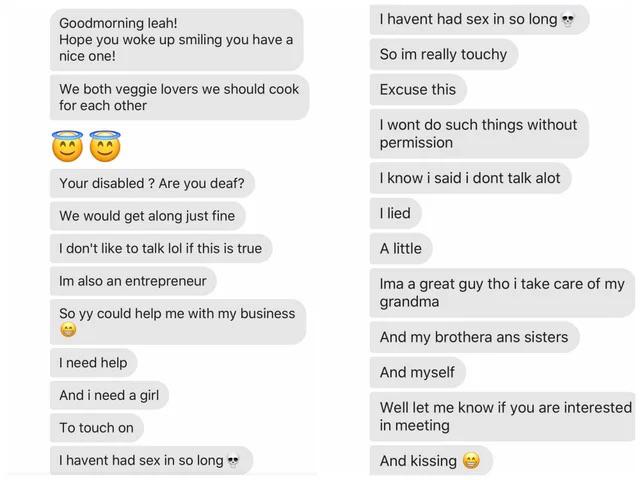 Goodmorning leah!
Hope you woke up smiling you have a
nice one!
We both veggie lovers we should cook
for each other
😇😇
Your disabled ? Are you deaf?
We would get along just fine
I don't like to talk lol if this is true
Im also an entrepreneur
So yy could help me with my business
😁
I need help
And i need a girl
To touch on
I havent had sex in so long💀
I havent had sex in so long💀
So im really touchy
Excuse this
I wont do such things without
permission
I know i said i dont talk alot
I lied
A little
Ima a great guy tho i take care of my
grandma
And my brothera ans sisters
And myself
Well let me know if you are interested
in meeting
And kissing 😁